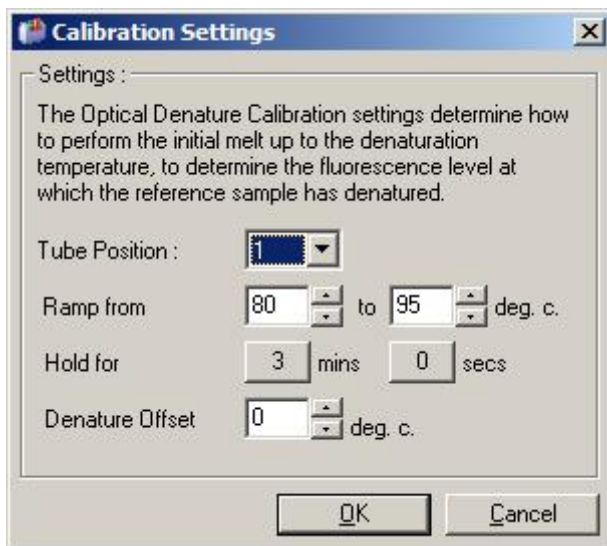 Calibration Settings
Settings :
The Optical Denature Calibration settings determine how
to perform the initial melt up to the denaturation
temperature, to determine the fluorescence level at
which the reference sample has denatured.
Tube Position : 1
Ramp from 80 to 95 deg. c.
Hold for 3 mins 0 secs
Denature Offset 0 deg. c.
OK Cancel